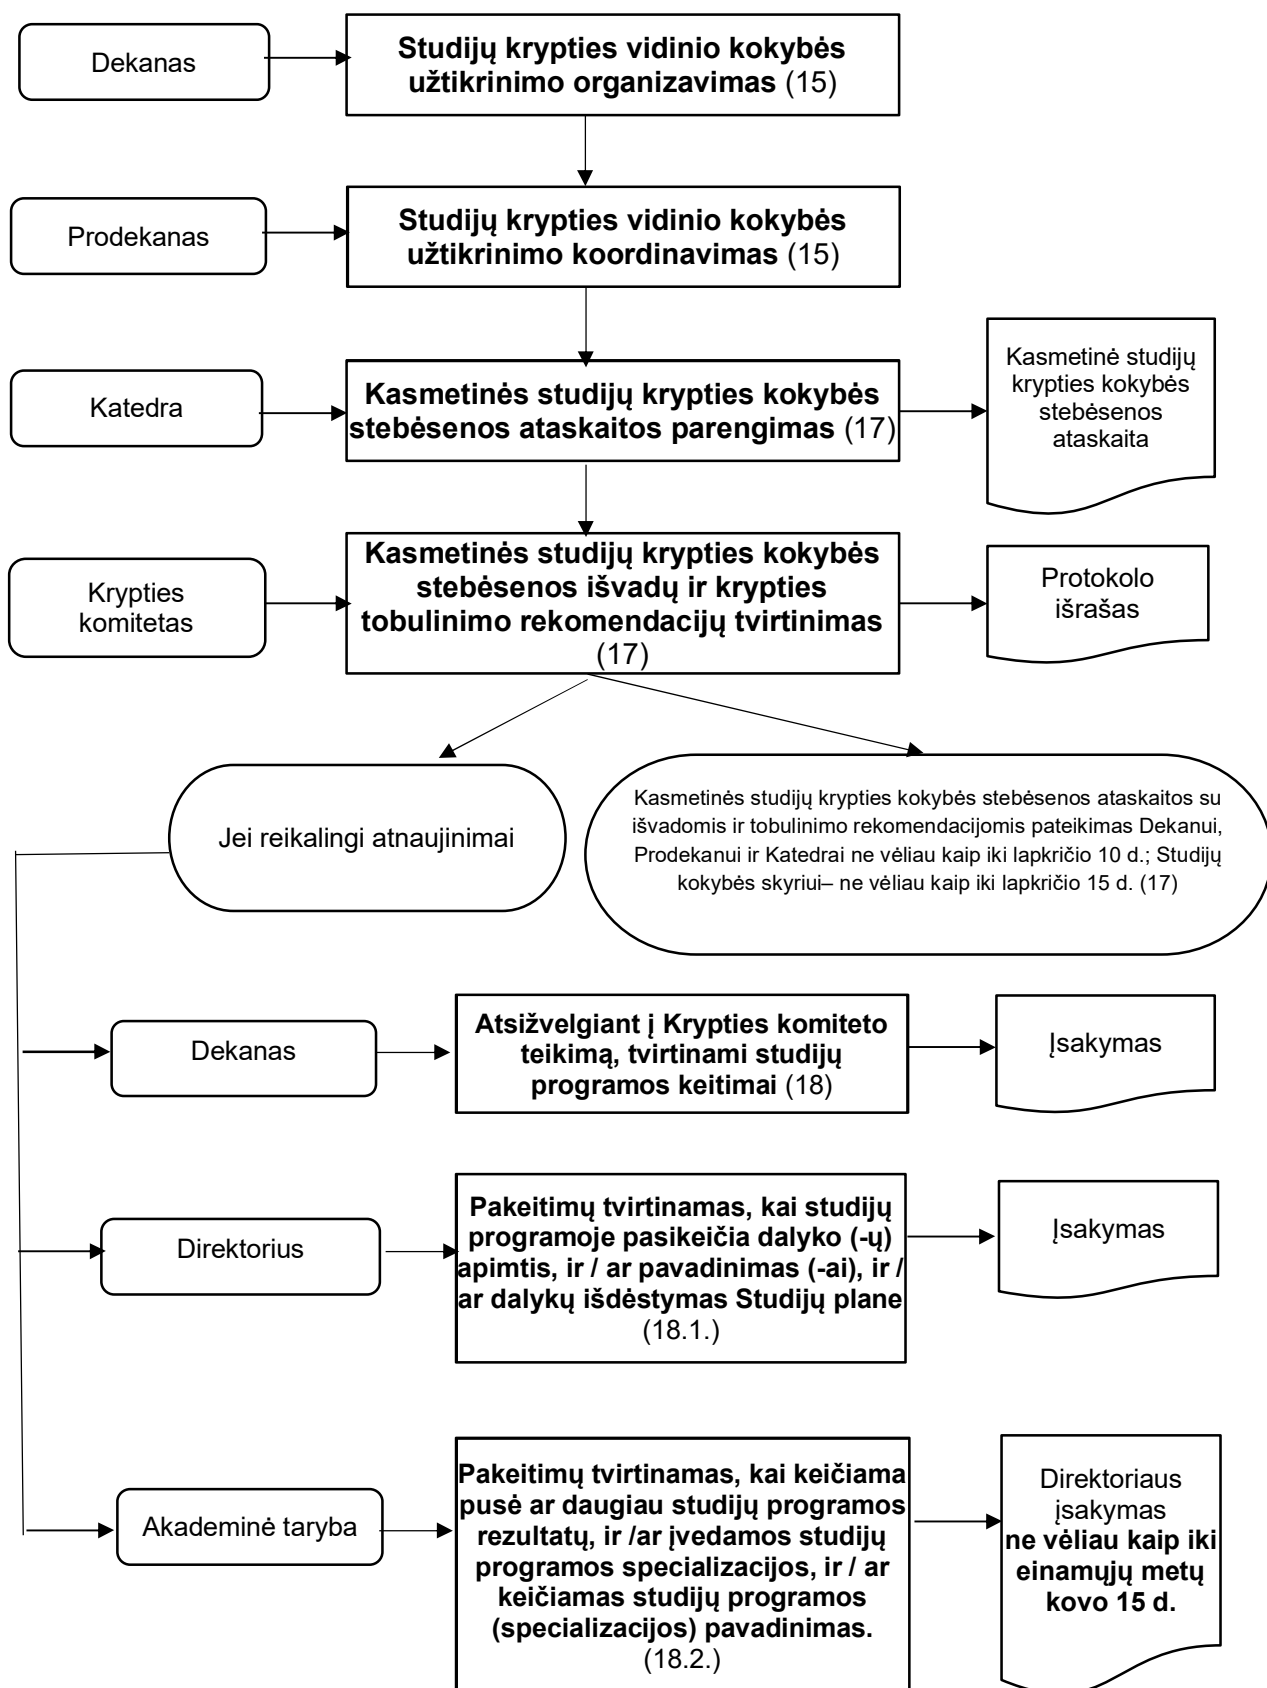 Dekanas
Studijų krypties vidinio kokybės
užtikrinimo organizavimas (15)
Prodekanas
Studijų krypties vidinio kokybės
užtikrinimo koordinavimas (15)
Katedra
Kasmetinės studijų krypties kokybės
stebėsenos ataskaitos parengimas (17)
Kasmetinė studijų
krypties kokybės
stebėsenos
ataskaita
Krypties
komitetas
Kasmetinės studijų krypties kokybės
stebėsenos išvadų ir krypties
tobulinimo rekomendacijų tvirtinimas
(17)
Protokolo
išrašas
Jei reikalingi atnaujinimai
Kasmetinės studijų krypties kokybės stebėsenos ataskaitos su
išvadomis ir tobulinimo rekomendacijomis pateikimas Dekanui,
Prodekanui ir Katedrai ne vėliau kaip iki lapkričio 10 d.; Studijų
kokybės skyriui– ne vėliau kaip iki lapkričio 15 d. (17)
Dekanas
Atsižvelgiant į Krypties komiteto
teikimą, tvirtinami studijų
programos keitimai (18)
Įsakymas
Direktorius
Pakeitimų tvirtinamas, kai studijų
programoje pasikeičia dalyko (-ų)
apimtis, ir / ar pavadinimas (-ai), ir /
ar dalykų išdėstymas Studijų plane
(18.1.)
Įsakymas
Akademinė taryba
Pakeitimų tvirtinamas, kai keičiama
pusė ar daugiau studijų programos
rezultatų, ir /ar įvedamos studijų
programos specializacijos, ir / ar
keičiamas studijų programos
(specializacijos) pavadinimas.
(18.2.)
Direktoriaus
įsakymas
ne vėliau kaip iki
einamųjų metų
kovo 15 d.